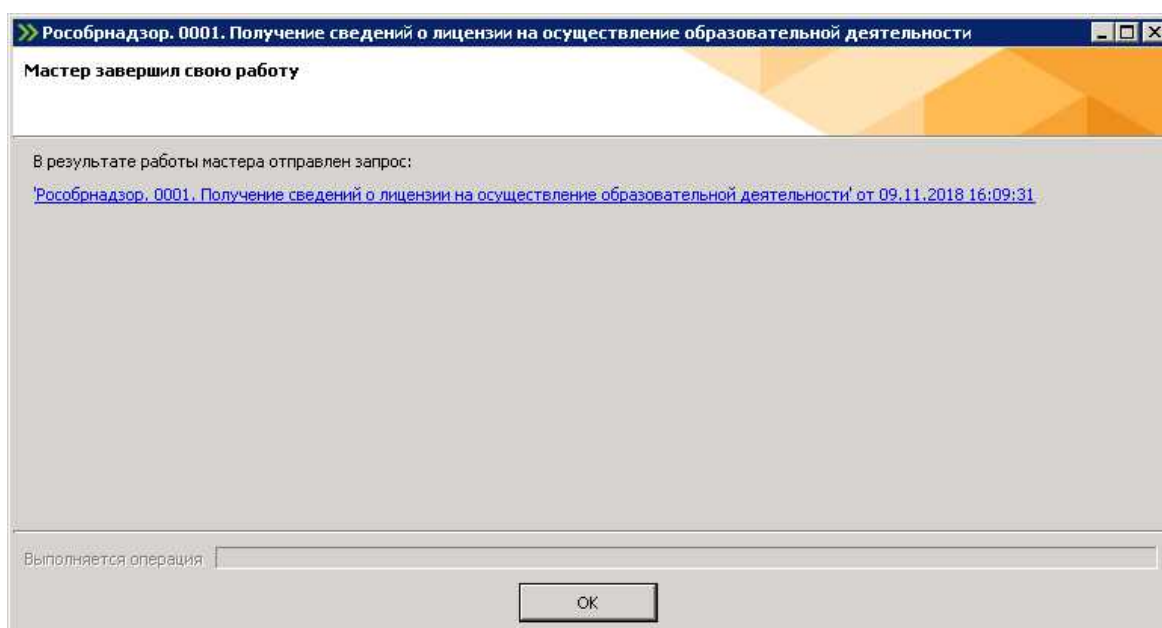 Рособрнадзор. 0001. Получение сведений о лицензии на осуществление образовательной деятельности
Мастер завершил свою работу
В результате работы мастера отправлен запрос:
'Рособрнадзор. 0001. Получение сведений о лицензии на осуществление образовательной деятельности' от 09.11.2018 16:09:31
Выполняется операция
OK